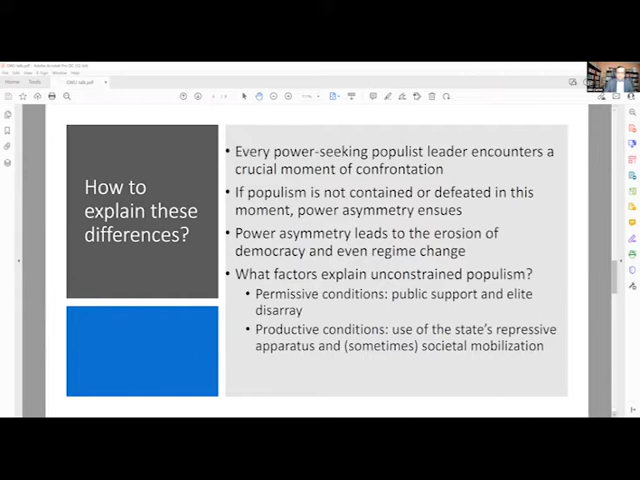 Home Tools
How to
explain these
differences?
• Every power-seeking populist leader encounters a
crucial moment of confrontation
• If populism is not contained or defeated in this
moment, power asymmetry ensues
• Power asymmetry leads to the erosion of
democracy and even regime change
• What factors explain unconstrained populism?
• Permissive conditions: public support and elite
disarray
• Productive conditions: use of the state's repressive
apparatus and (sometimes) societal mobilization